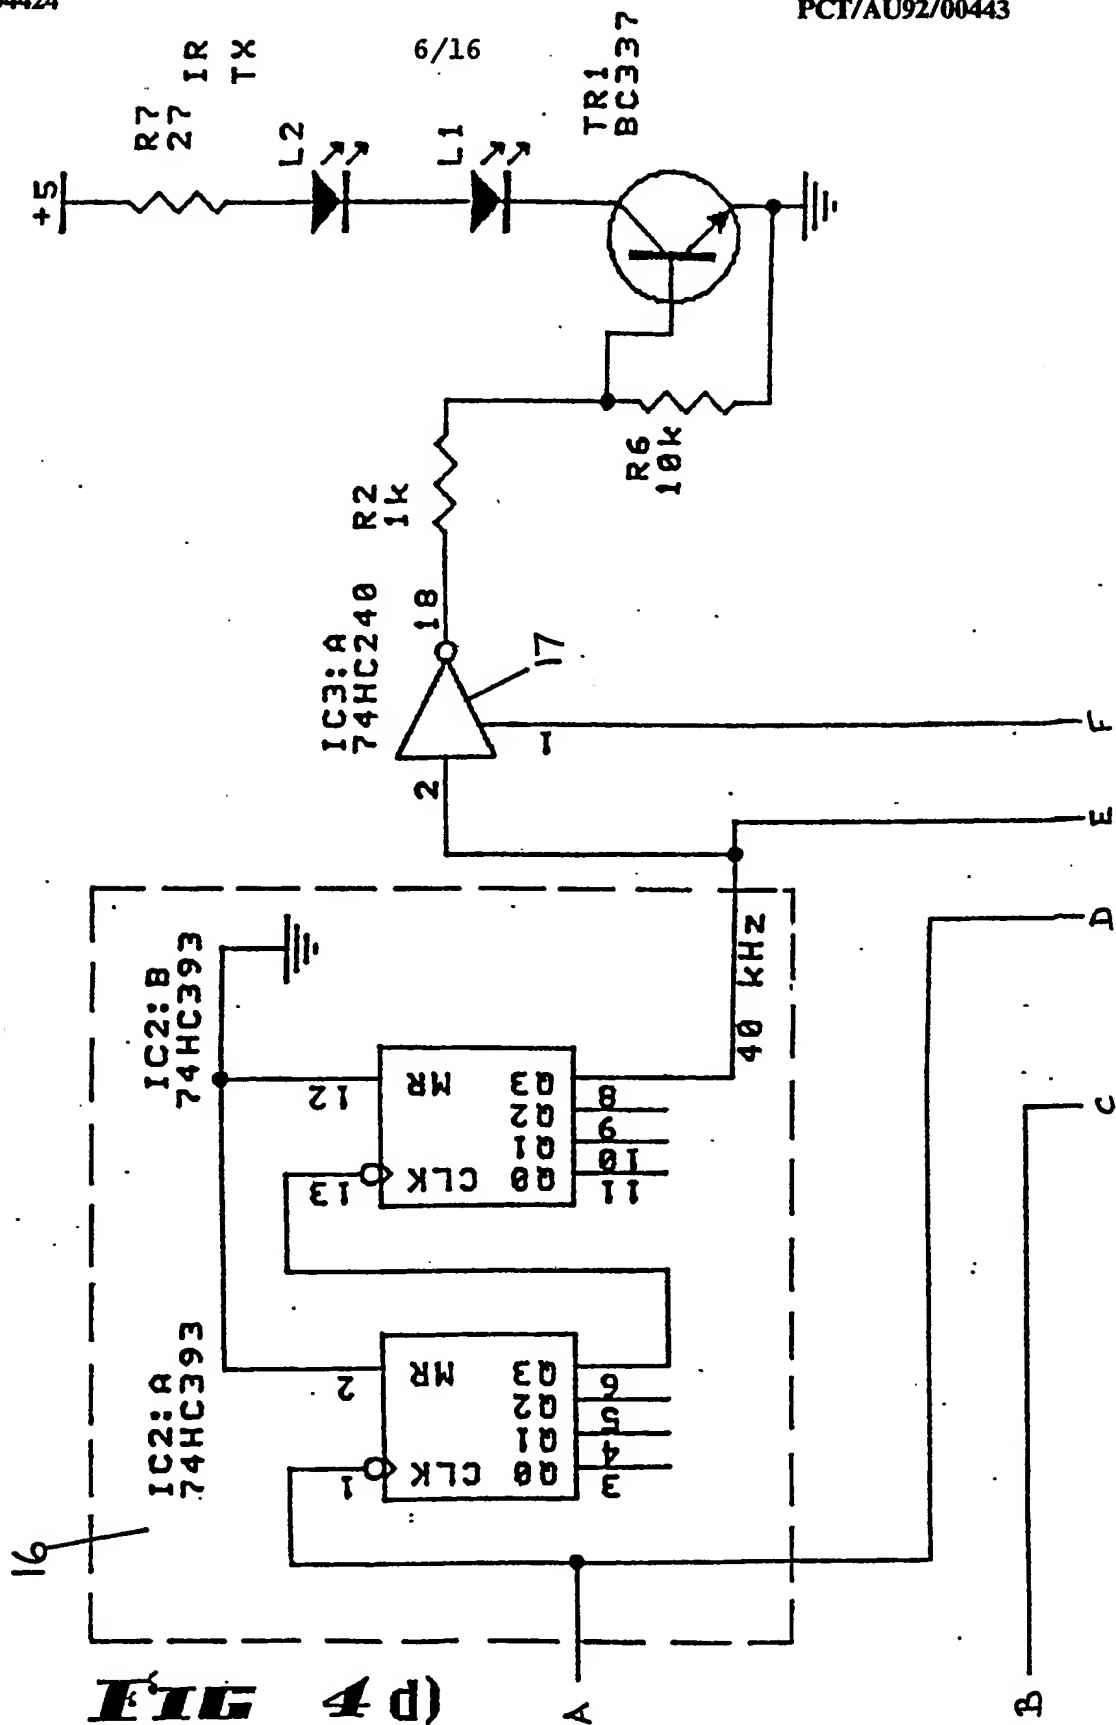 PCT/AU92/00443
6/16
+5
R7
27
IR
TX
L2
L1
TR1
BC337
R2
1k
R6
10k
IC3:A
74HC240
2
18
1
17
IC2:B
74HC393
12
MR
13
CLK
Q3
Q2
Q1
Q0
8
9
10
11
40 kHz
IC2:A
74HC393
2
MR
1
CLK
Q3
Q2
Q1
Q0
6
5
4
3
16
A
B
C
D
E
F
FIG 4 d)